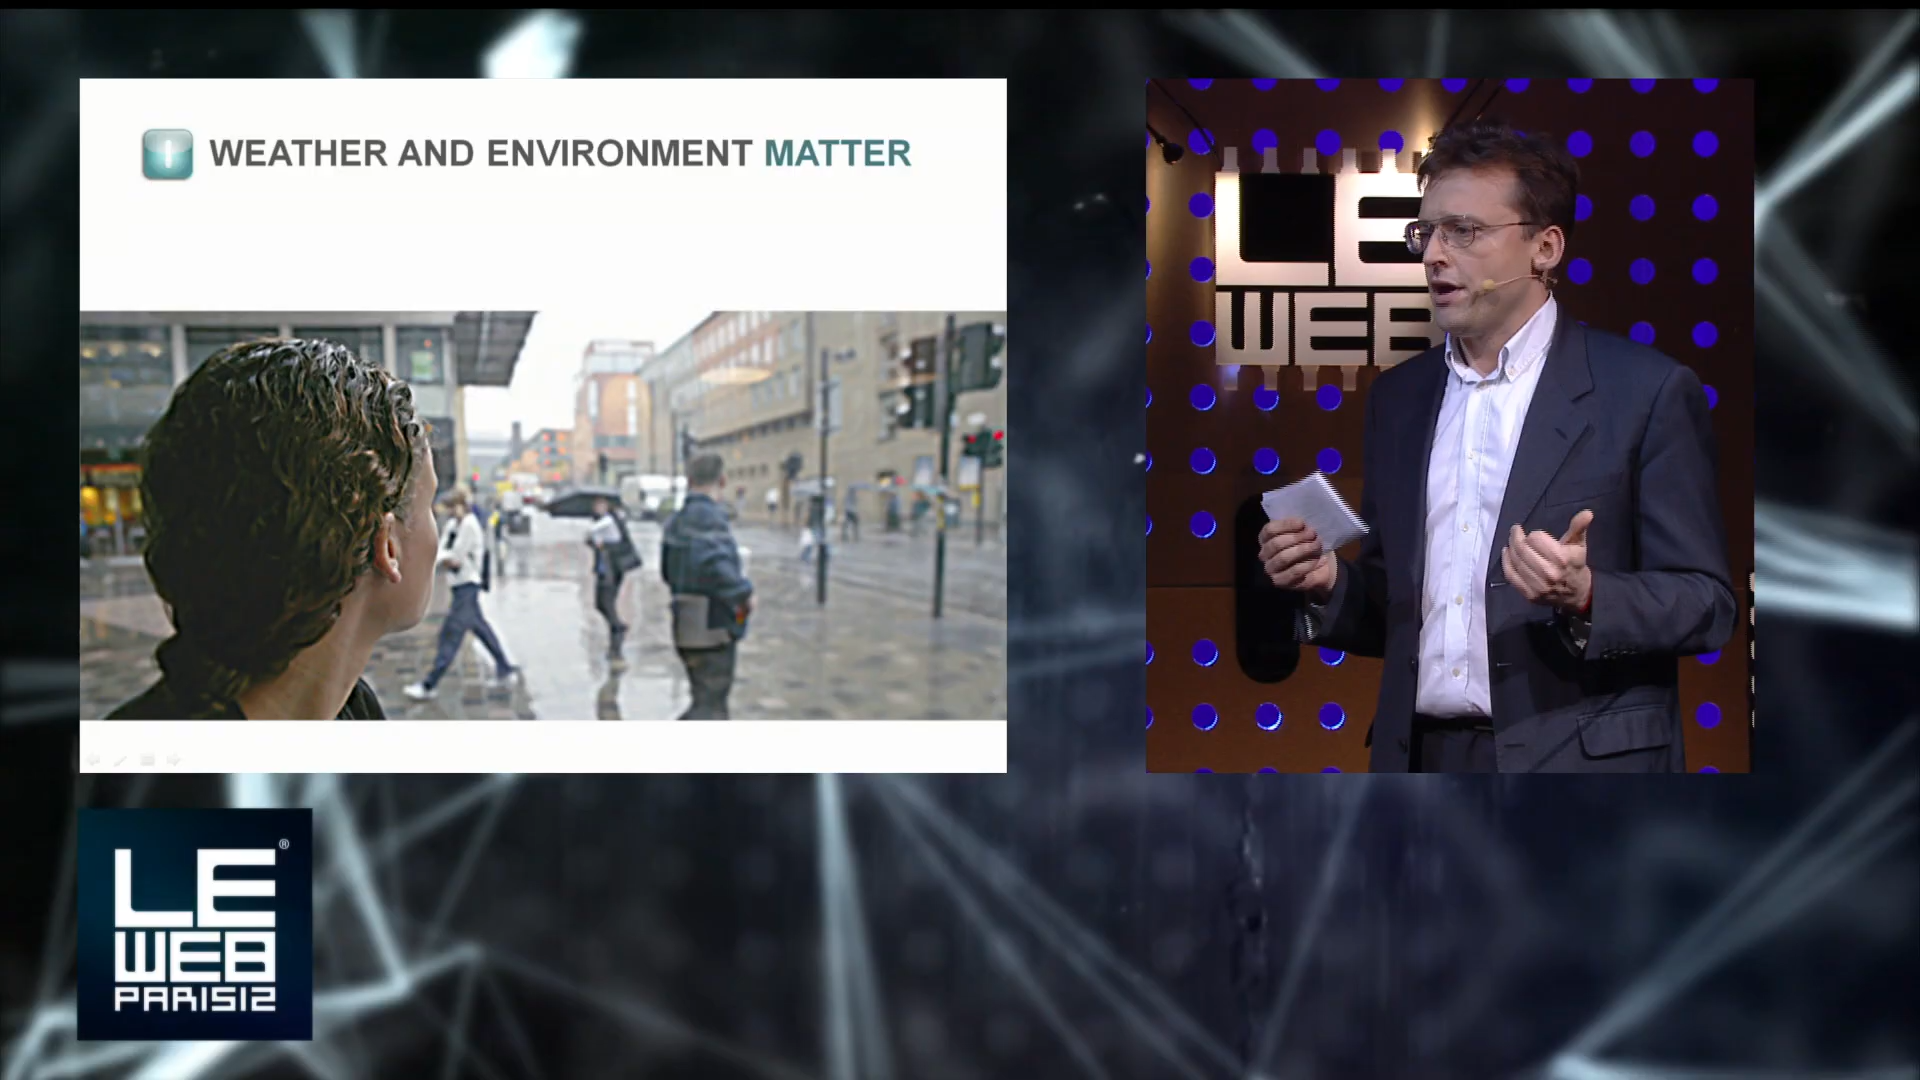 WEATHER AND ENVIRONMENT MATTER
LE
WEB
LE®
WEB
PARIS12